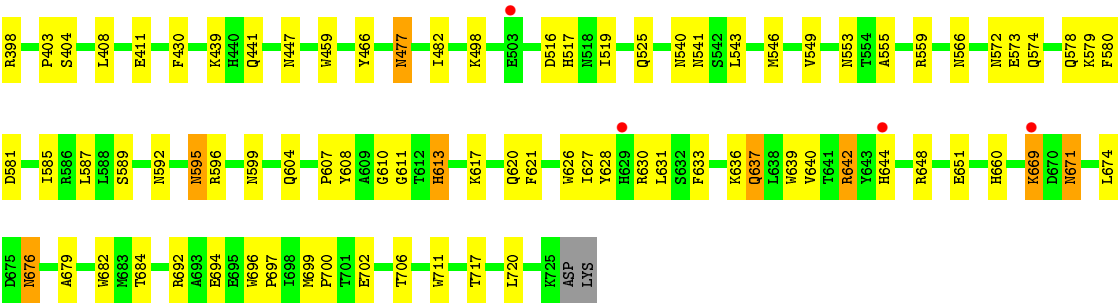 R398 P403 S404 L408 E411 F430 K439 H440 Q441 N447 W459 Y466 N477 I482 K498 E503 D516 H517 N518 I519 Q525 N540 N541 S542 L543 M546 V549 N553 T554 A555 R559 N566 N572 E573 Q574 Q578 K579 F580
D581 I585 R586 L587 L588 S589 N592 N595 R596 N599 Q604 P607 Y608 A609 G610 G611 T612 H613 K617 Q620 F621 W626 I627 Y628 H629 R630 L631 S632 F633 K636 Q637 L638 W639 V640 T641 R642 Y643 H644 R648 E651 H660 K669 D670 N671 L674
D675 N676 A679 W682 M683 T684 R692 A693 E694 E695 W696 P697 I698 M699 P700 T701 E702 T706 W711 T717 L720 K725 ASP LYS